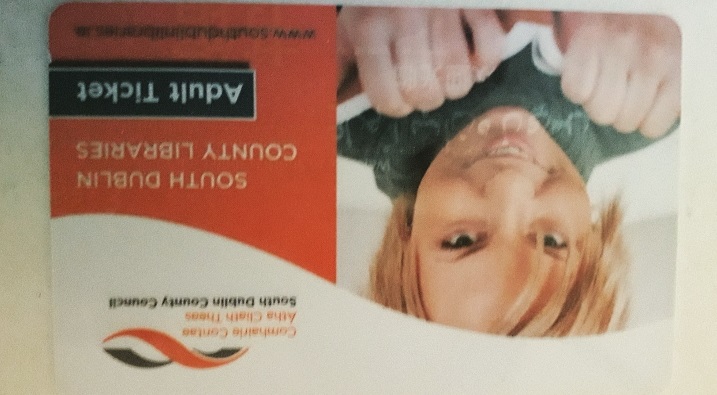 Comhairle Contae
Átha Cliath Theas
South Dublin County Council
SOUTH DUBLIN
COUNTY LIBRARIES
Adult Ticket
www.southdublinlibraries.ie